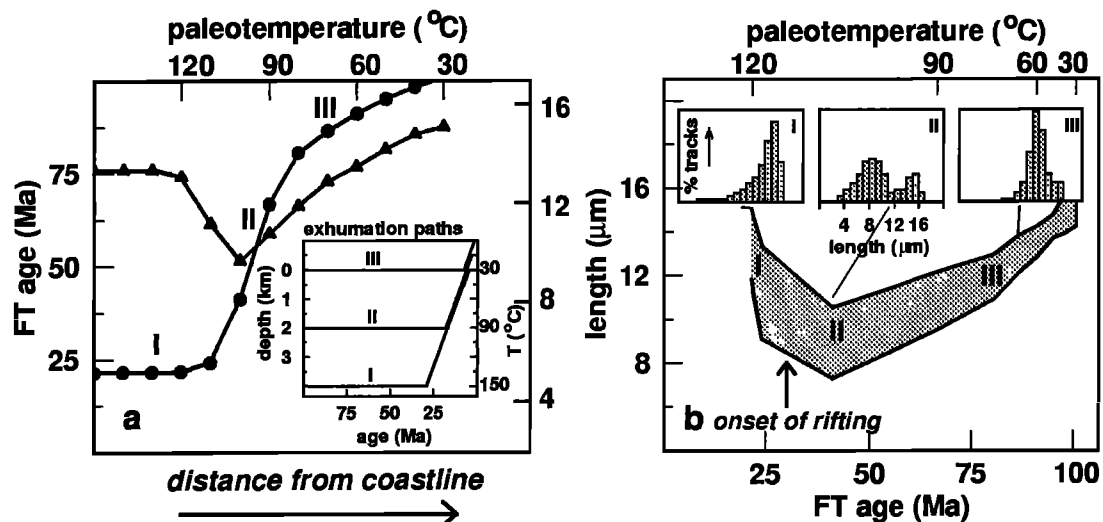 paleotemperature (°C)
120 90 60 30
FT age (Ma)
75
50
25
16
12
8
4
I
II
III
exhumation paths
depth (km)
0
1
2
3
III
II
I
30
90
150
T (°C)
75 50 25
age (Ma)
a
distance from coastline
paleotemperature (°C)
120 90 60 30
length (μm)
16
12
8
% tracks
I
II
III
4 8 12 16
length (μm)
I
II
III
b onset of rifting
25 50 75 100
FT age (Ma)